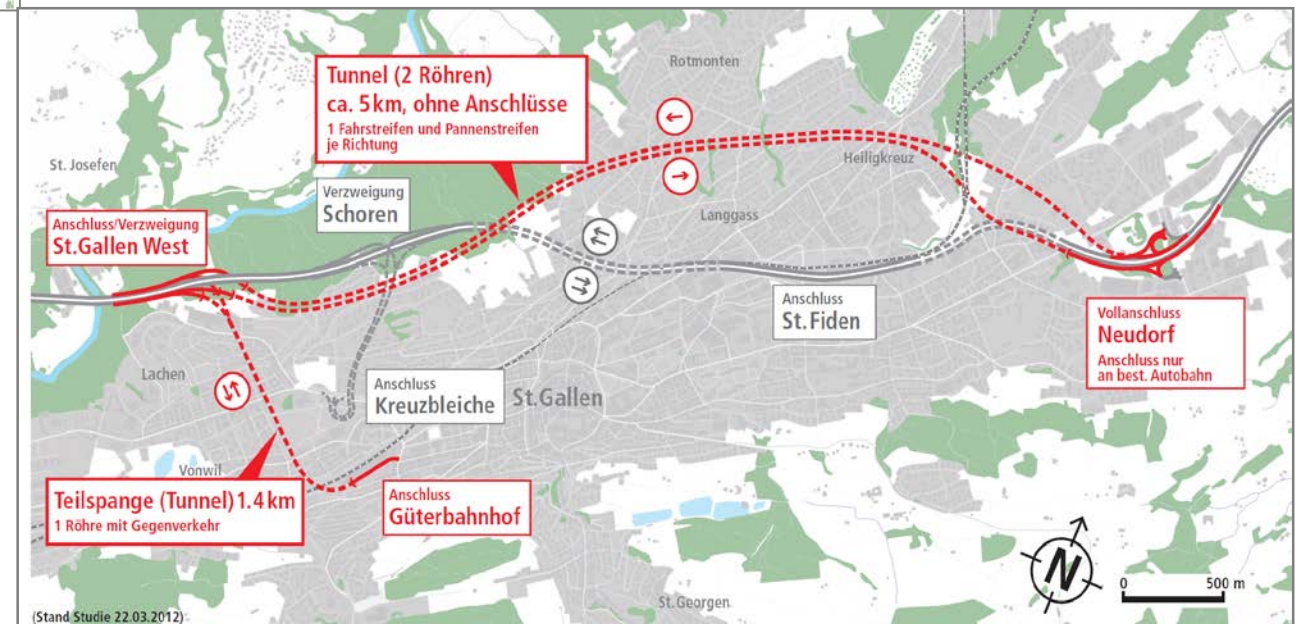 Rotmonten
Tunnel (2 Röhren)
ca. 5 km, ohne Anschlüsse
1 Fahrstreifen und Pannenstreifen
je Richtung
St. Josefen
Heiligkreuz
Verzweigung
Schoren
Langgass
Anschluss/Verzweigung
St.Gallen West
Anschluss
St.Fiden
Vollanschluss
Neudorf
Anschluss nur
an best. Autobahn
Lachen
Anschluss
Kreuzbleiche
St.Gallen
Vonwil
Teilspange (Tunnel) 1.4 km
1 Röhre mit Gegenverkehr
Anschluss
Güterbahnhof
N
0 500 m
St.Georgen
(Stand Studie 22.03.2012)